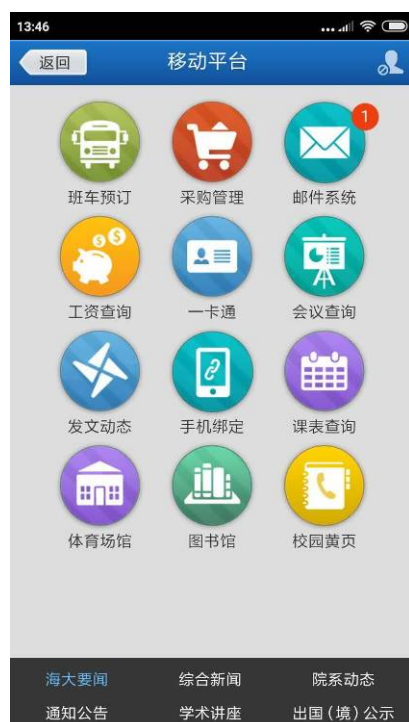 13:46
返回 移动平台
1
班车预订 采购管理 邮件系统
工资查询 一卡通 会议查询
发文动态 手机绑定 课表查询
体育场馆 图书馆 校园黄页
海大要闻 综合新闻 院系动态
通知公告 学术讲座 出国(境)公示